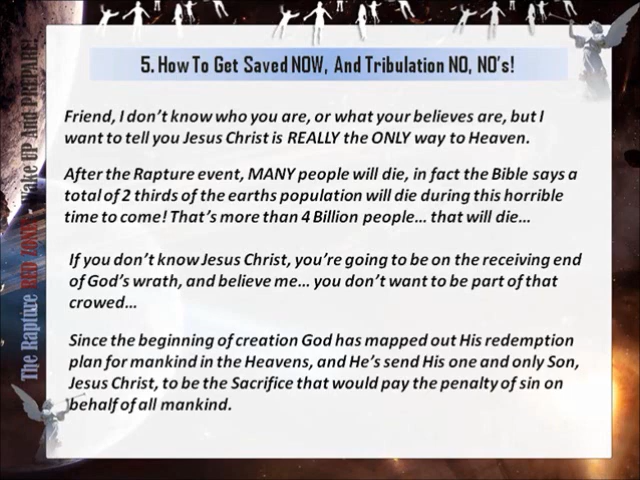 5. How To Get Saved NOW, And Tribulation NO, NO's!
Friend, I don't know who you are, or what your believes are, but I
want to tell you Jesus Christ is REALLY the ONLY way to Heaven.
After the Rapture event, MANY people will die, in fact the Bible says a
total of 2 thirds of the earths population will die during this horrible
time to come! That's more than 4 Billion people… that will die…
If you don't know Jesus Christ, you're going to be on the receiving end
of God's wrath, and believe me… you don't want to be part of that
crowed…
Since the beginning of creation God has mapped out His redemption
plan for mankind in the Heavens, and He's send His one and only Son,
Jesus Christ, to be the Sacrifice that would pay the penalty of sin on
behalf of all mankind.
The Rapture RED ZONE! Wake UP And PREPARE!